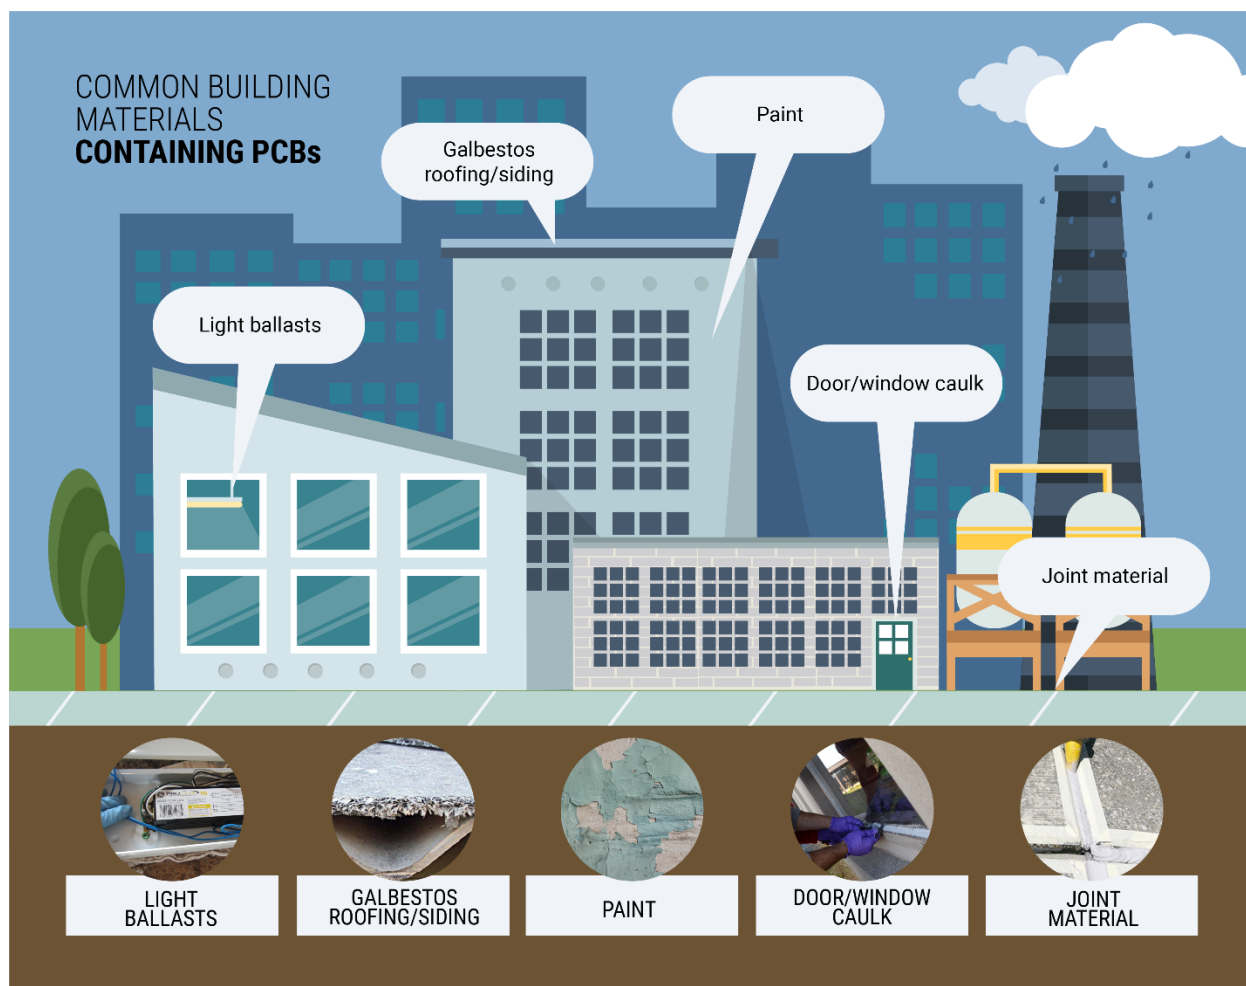 COMMON BUILDING
MATERIALS
CONTAINING PCBs
Galbestos
roofing/siding
Paint
Light ballasts
Door/window caulk
Joint material
LIGHT
BALLASTS
GALBESTOS
ROOFING/SIDING
PAINT
DOOR/WINDOW
CAULK
JOINT
MATERIAL